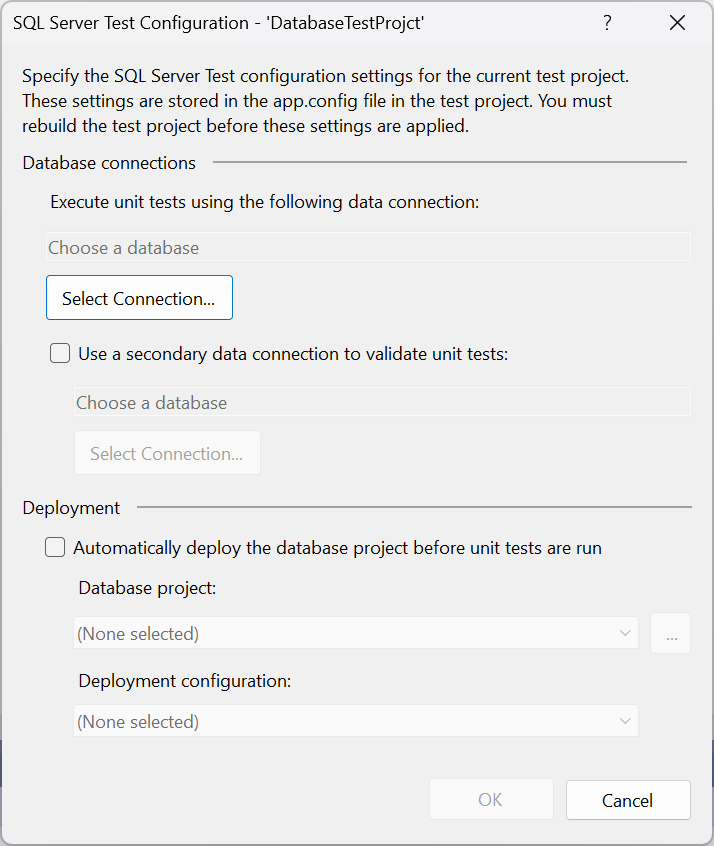 SQL Server Test Configuration - 'DatabaseTestProjct'
?
Specify the SQL Server Test configuration settings for the current test project.
These settings are stored in the app.config file in the test project. You must
rebuild the test project before these settings are applied.
Database connections
Execute unit tests using the following data connection:
Choose a database
Select Connection...
Use a secondary data connection to validate unit tests:
Choose a database
Select Connection...
Deployment
Automatically deploy the database project before unit tests are run
Database project:
(None selected)
...
Deployment configuration:
(None selected)
OK
Cancel